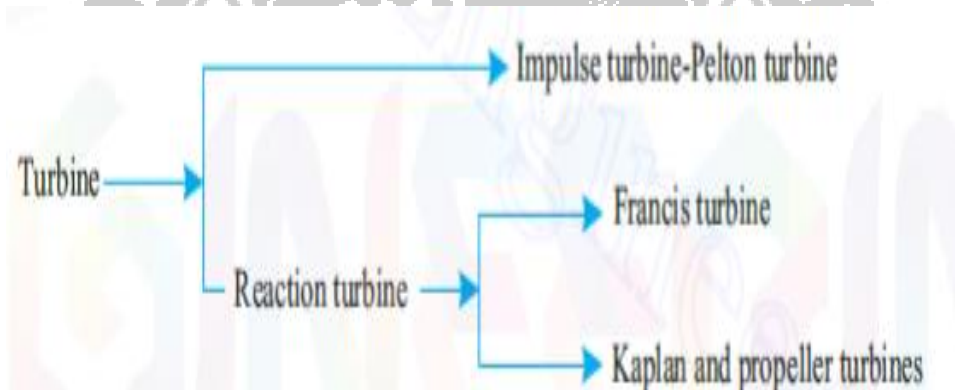 Impulse turbine-Pelton turbine
Turbine
Francis turbine
Reaction turbine
Kaplan and propeller turbines